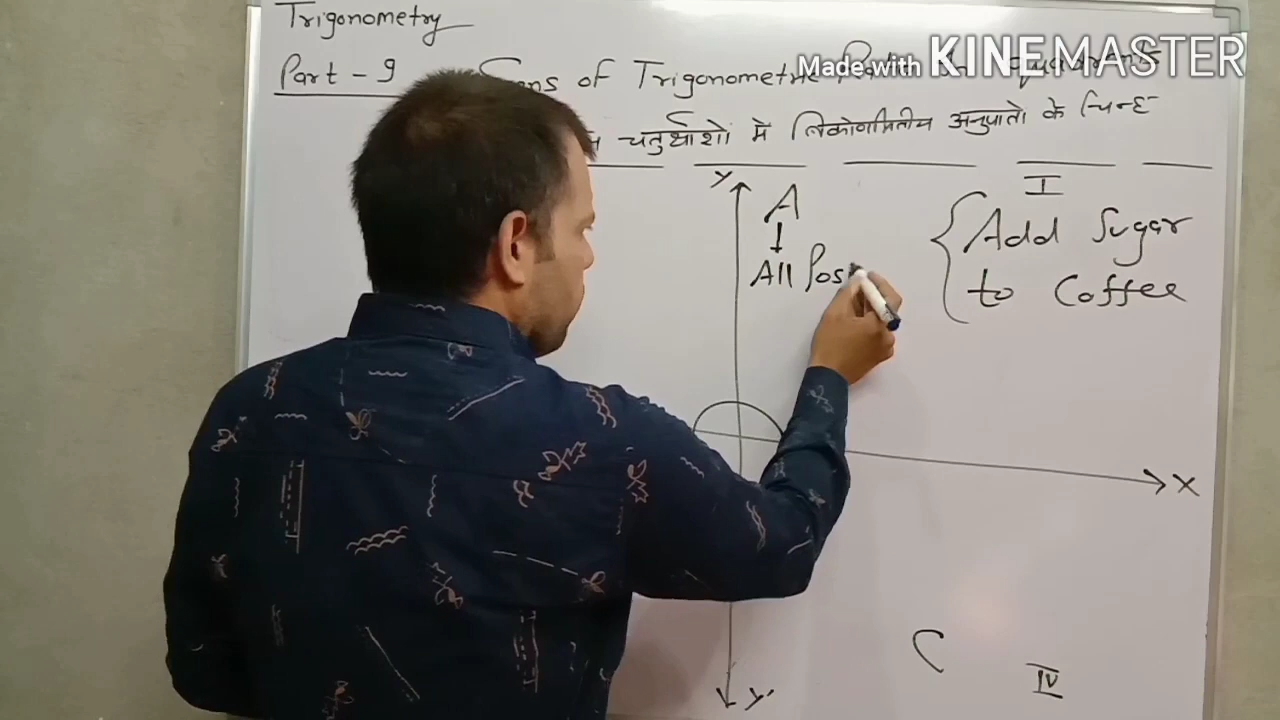 Trigonometry
Made with KINEMASTER
Part - 9 of Trigonometric
चतुर्थाशों में त्रिकोणमितीय अनुपातो के चिन्ह
Y A I
Add Sugar
All Pos
to Coffee
X
C
IV
Y'